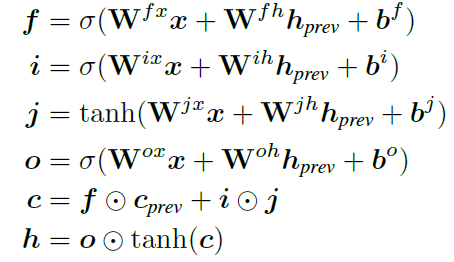 f = σ(W^{fx}x + W^{fh}h_{prev} + b^f)
i = σ(W^{ix}x + W^{ih}h_{prev} + b^i)
j = tanh(W^{jx}x + W^{jh}h_{prev} + b^j)
o = σ(W^{ox}x + W^{oh}h_{prev} + b^o)
c = f ⊙ c_{prev} + i ⊙ j
h = o ⊙ tanh(c)